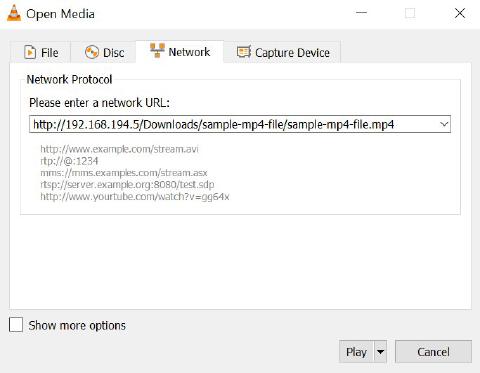 Open Media
File Disc Network Capture Device
Network Protocol
Please enter a network URL:
http://192.168.194.5/Downloads/sample-mp4-file/sample-mp4-file.mp4
http://www.example.com/stream.avi
rtp://@:1234
mms://mms.examples.com/stream.asx
rtsp://server.example.org:8080/test.sdp
http://www.yourtube.com/watch?v=gg64x
Show more options
Play Cancel